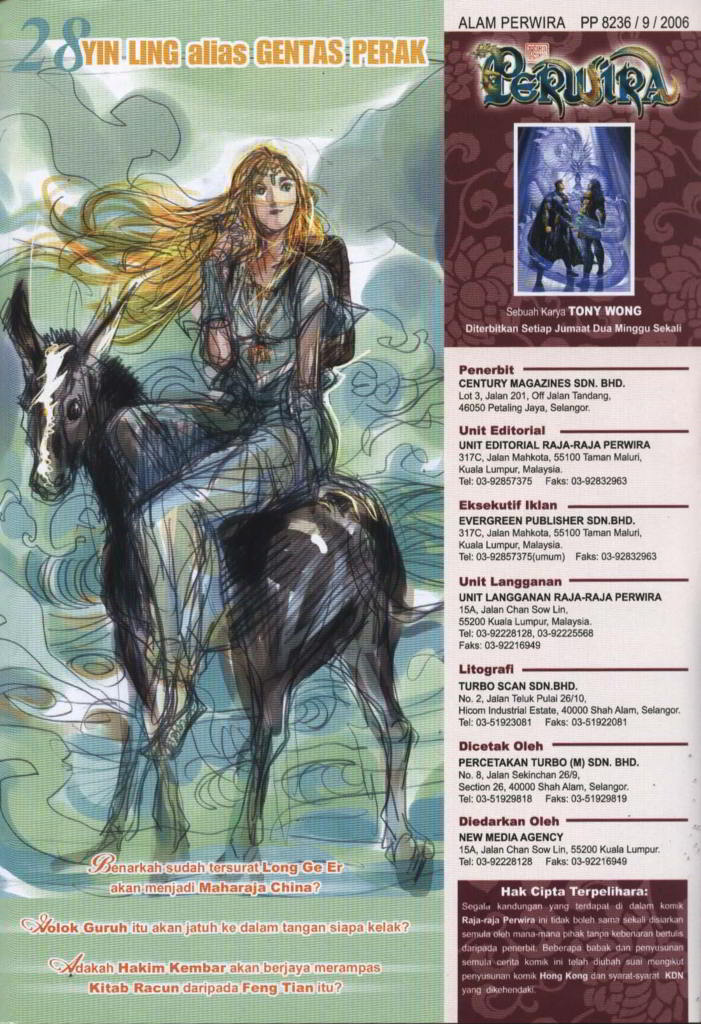 28 YIN LING alias GENTAS PERAK
Benarkah sudah tersurat Long Ge Er
akan menjadi Maharaja China?
Golok Guruh itu akan jatuh ke dalam tangan siapa kelak?
Adakah Hakim Kembar akan berjaya merampas
Kitab Racun daripada Feng Tian itu?
ALAM PERWIRA PP 8236 / 9 / 2006
PERWIRA
Sebuah Karya TONY WONG
Diterbitkan Setiap Jumaat Dua Minggu Sekali
Penerbit
CENTURY MAGAZINES SDN. BHD.
Lot 3, Jalan 201, Off Jalan Tandang,
46050 Petaling Jaya, Selangor.
Unit Editorial
UNIT EDITORIAL RAJA-RAJA PERWIRA
317C, Jalan Mahkota, 55100 Taman Maluri,
Kuala Lumpur, Malaysia.
Tel: 03-92857375 Faks: 03-92832963
Eksekutif Iklan
EVERGREEN PUBLISHER SDN.BHD.
317C, Jalan Mahkota, 55100 Taman Maluri,
Kuala Lumpur, Malaysia.
Tel: 03-92857375(umum) Faks: 03-92832963
Unit Langganan
UNIT LANGGANAN RAJA-RAJA PERWIRA
15A, Jalan Chan Sow Lin,
55200 Kuala Lumpur, Malaysia.
Tel: 03-92228128, 03-92225568
Faks: 03-92216949
Litografi
TURBO SCAN SDN.BHD.
No. 2, Jalan Teluk Pulai 26/10,
Hicom Industrial Estate, 40000 Shah Alam, Selangor.
Tel: 03-51923081 Faks: 03-51922081
Dicetak Oleh
PERCETAKAN TURBO (M) SDN. BHD.
No. 8, Jalan Sekinchan 26/9,
Section 26, 40000 Shah Alam, Selangor.
Tel: 03-51929818 Faks: 03-51929819
Diedarkan Oleh
NEW MEDIA AGENCY
15A, Jalan Chan Sow Lin, 55200 Kuala Lumpur.
Tel: 03-92228128 Faks: 03-92216949
Hak Cipta Terpelihara:
Segala kandungan yang terdapat di dalam komik
Raja-raja Perwira ini tidak boleh sama sekali disiarkan
semula oleh mana-mana pihak tanpa kebenaran bertulis
daripada penerbit. Beberapa babak dan penyusunan
semula cerita komik ini telah diubah suai mengikut
penyusunan komik Hong Kong dan syarat-syarat KDN
yang dikehendaki.